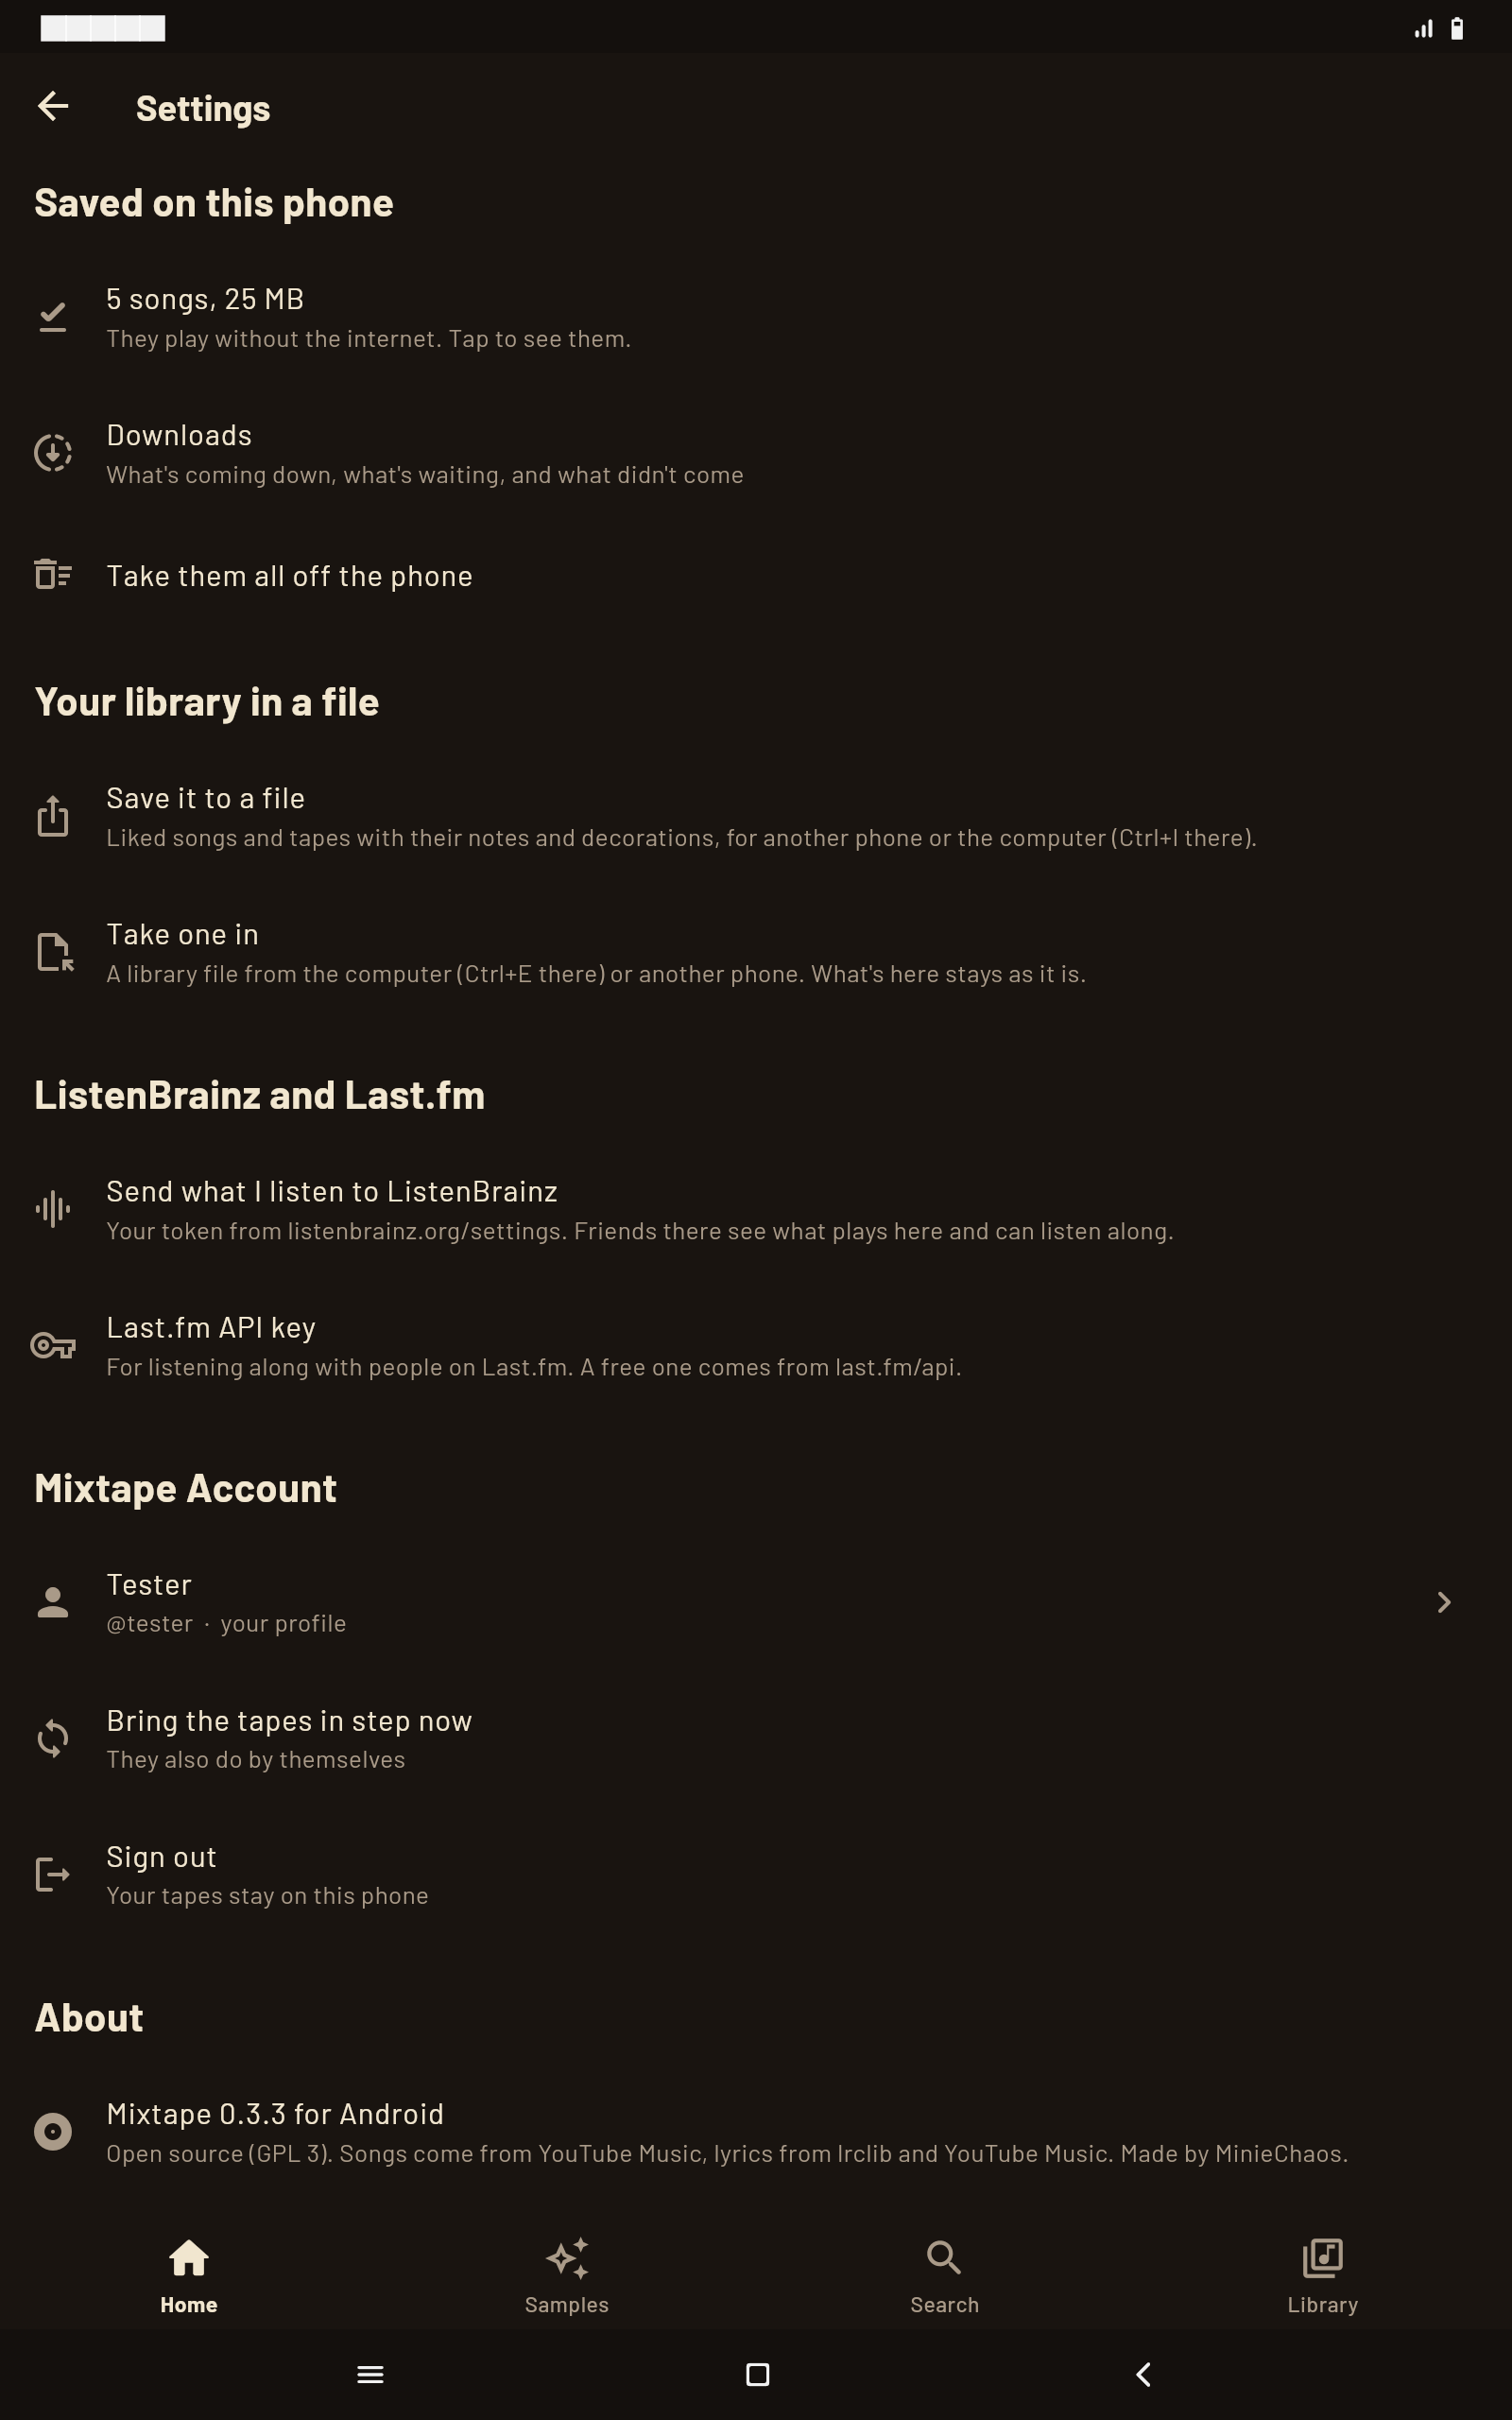 Settings
Saved on this phone
5 songs, 25 MB
They play without the internet. Tap to see them.
Downloads
What's coming down, what's waiting, and what didn't come
Take them all off the phone
Your library in a file
Save it to a file
Liked songs and tapes with their notes and decorations, for another phone or the computer (Ctrl+I there).
Take one in
A library file from the computer (Ctrl+E there) or another phone. What's here stays as it is.
ListenBrainz and Last.fm
Send what I listen to ListenBrainz
Your token from listenbrainz.org/settings. Friends there see what plays here and can listen along.
Last.fm API key
For listening along with people on Last.fm. A free one comes from last.fm/api.
Mixtape Account
Tester
@tester · your profile
Bring the tapes in step now
They also do by themselves
Sign out
Your tapes stay on this phone
About
Mixtape 0.3.3 for Android
Open source (GPL 3). Songs come from YouTube Music, lyrics from lrclib and YouTube Music. Made by MinieChaos.
Home
Samples
Search
Library